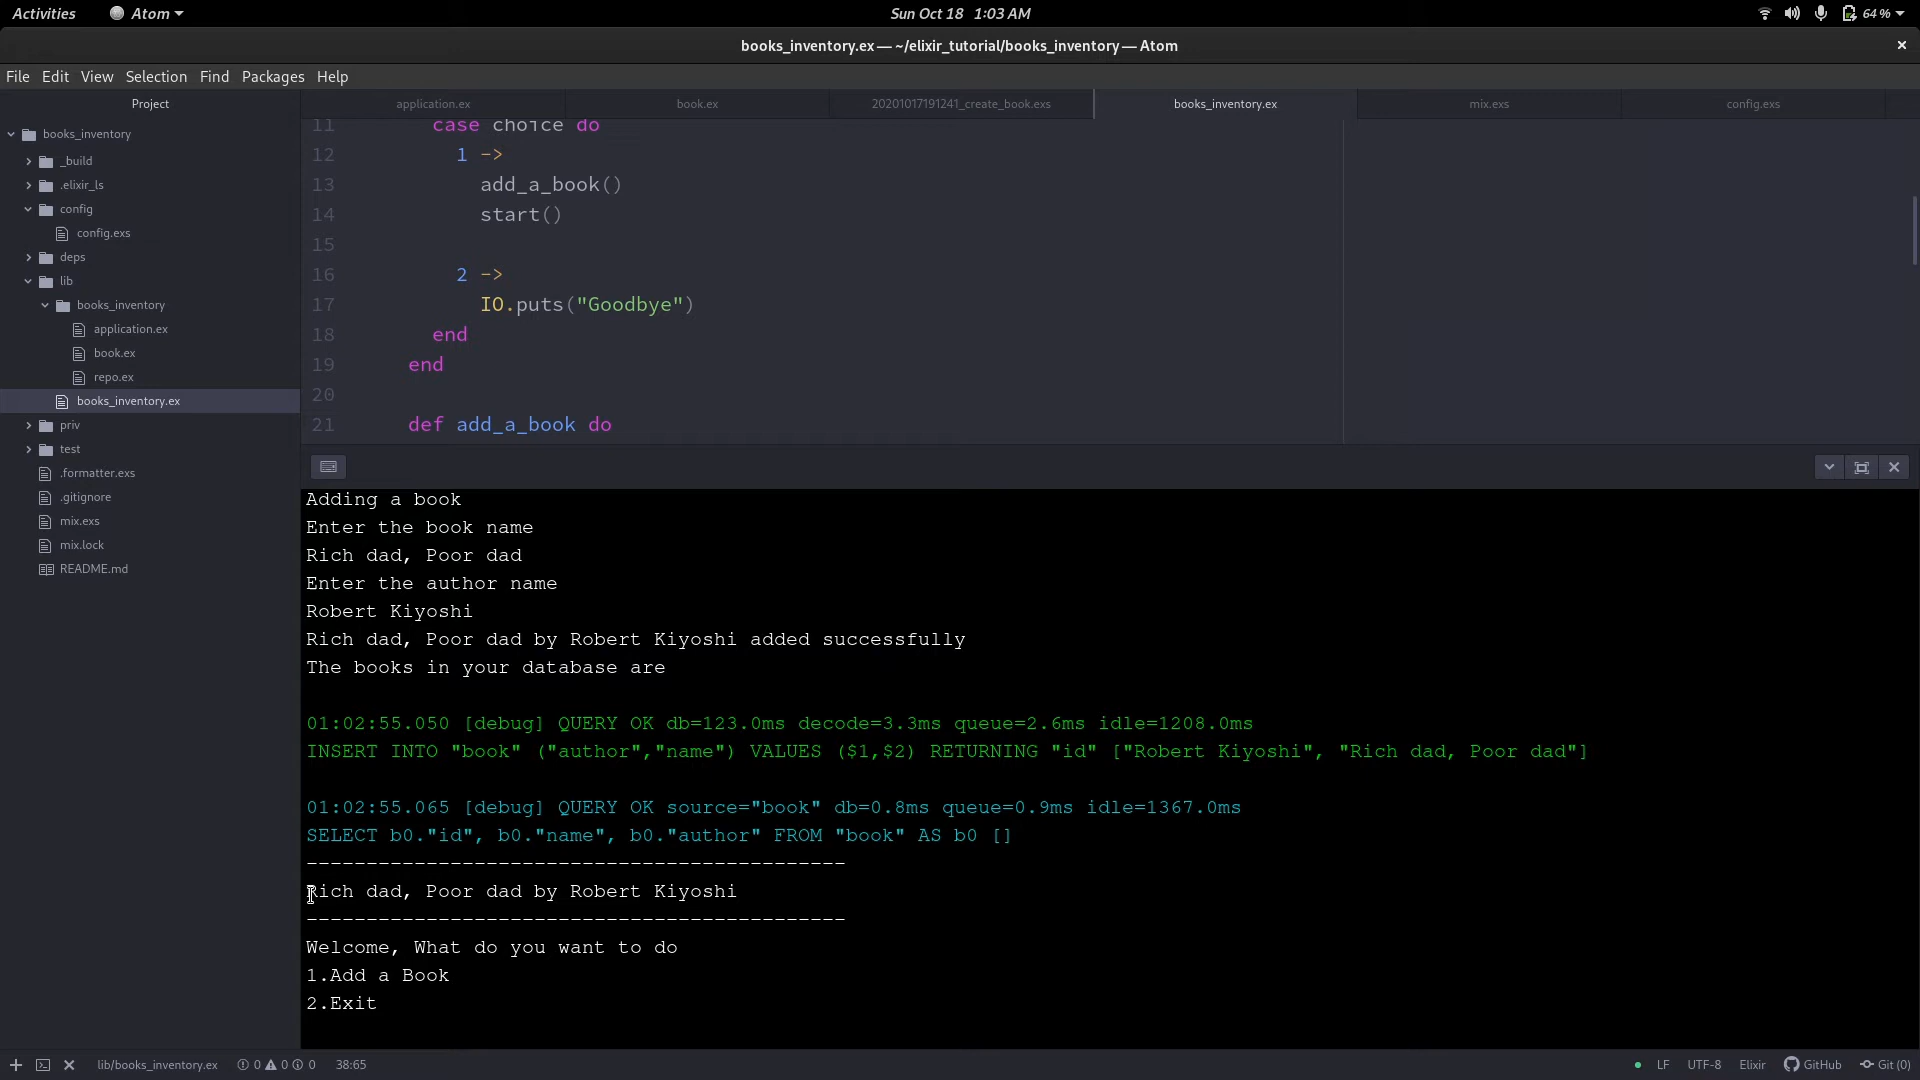 Activities Atom Sun Oct 18 1:03 AM 64 %
books_inventory.ex — ~/elixir_tutorial/books_inventory — Atom
File Edit View Selection Find Packages Help
Project
books_inventory
_build
.elixir_ls
config
config.exs
deps
lib
books_inventory
application.ex
book.ex
repo.ex
books_inventory.ex
priv
test
.formatter.exs
.gitignore
mix.exs
mix.lock
README.md
application.ex book.ex 20201017191241_create_book.exs books_inventory.ex mix.exs config.exs
11 case choice do
12 1 ->
13 add_a_book()
14 start()
15
16 2 ->
17 IO.puts("Goodbye")
18 end
19 end
20
21 def add_a_book do
Adding a book
Enter the book name
Rich dad, Poor dad
Enter the author name
Robert Kiyoshi
Rich dad, Poor dad by Robert Kiyoshi added successfully
The books in your database are
01:02:55.050 [debug] QUERY OK db=123.0ms decode=3.3ms queue=2.6ms idle=1208.0ms
INSERT INTO "book" ("author","name") VALUES ($1,$2) RETURNING "id" ["Robert Kiyoshi", "Rich dad, Poor dad"]
01:02:55.065 [debug] QUERY OK source="book" db=0.8ms queue=0.9ms idle=1367.0ms
SELECT b0."id", b0."name", b0."author" FROM "book" AS b0 []
---------------------------------------------
Rich dad, Poor dad by Robert Kiyoshi
---------------------------------------------
Welcome, What do you want to do
1.Add a Book
2.Exit
lib/books_inventory.ex 0 0 0 38:65 LF UTF-8 Elixir GitHub Git (0)